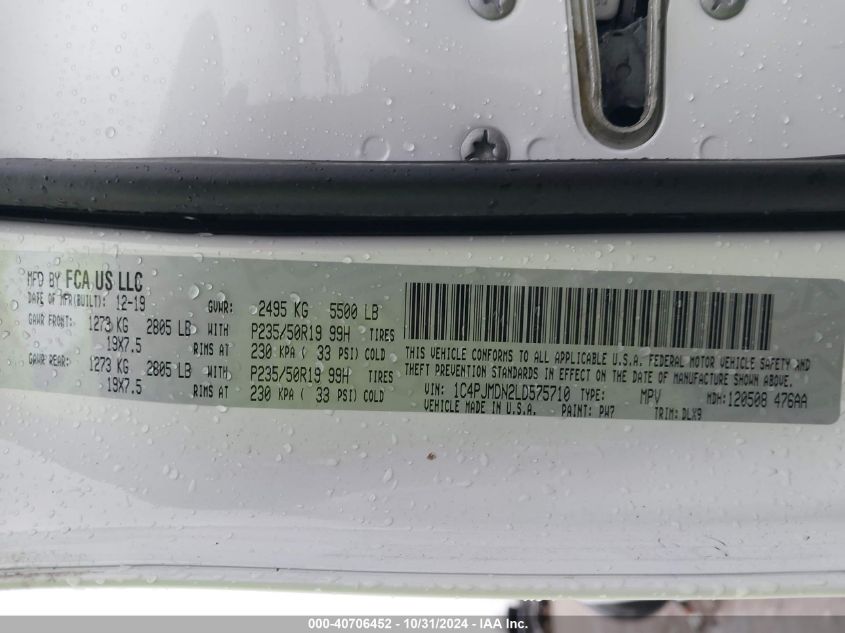 MFD BY FCA US LLC
DATE OF MFR(BUILT): 12-19 GVWR: 2495 KG 5500 LB
GAWR FRONT: 1273 KG 2805 LB WITH P235/50R19 99H TIRES
19X7.5 RIMS AT 230 KPA ( 33 PSI) COLD
GAWR REAR: 1273 KG 2805 LB WITH P235/50R19 99H TIRES
19X7.5 RIMS AT 230 KPA ( 33 PSI) COLD
THIS VEHICLE CONFORMS TO ALL APPLICABLE U.S.A. FEDERAL MOTOR VEHICLE SAFETY AND
THEFT PREVENTION STANDARDS IN EFFECT ON THE DATE OF MANUFACTURE SHOWN ABOVE.
VIN: 1C4PJMDN2LD575710 TYPE: MPV MDH: 120508 476AA
VEHICLE MADE IN U.S.A. PAINT: PW7 TRIM: DLX9
000-40706452 - 10/31/2024 - IAA Inc.